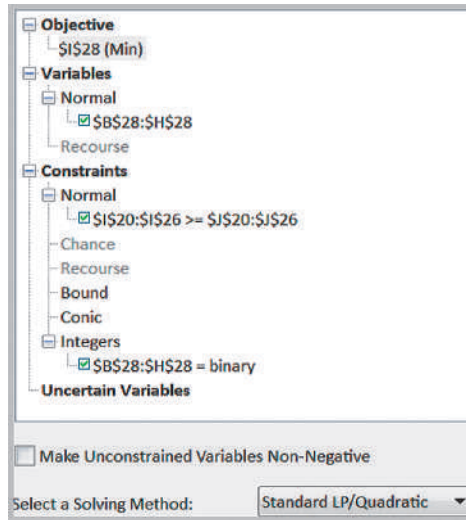 Objective
$I$28 (Min)
Variables
Normal
$B$28:$H$28
Recourse
Constraints
Normal
$I$20:$I$26 >= $J$20:$J$26
Chance
Recourse
Bound
Conic
Integers
$B$28:$H$28 = binary
Uncertain Variables
Make Unconstrained Variables Non-Negative
Select a Solving Method: Standard LP/Quadratic